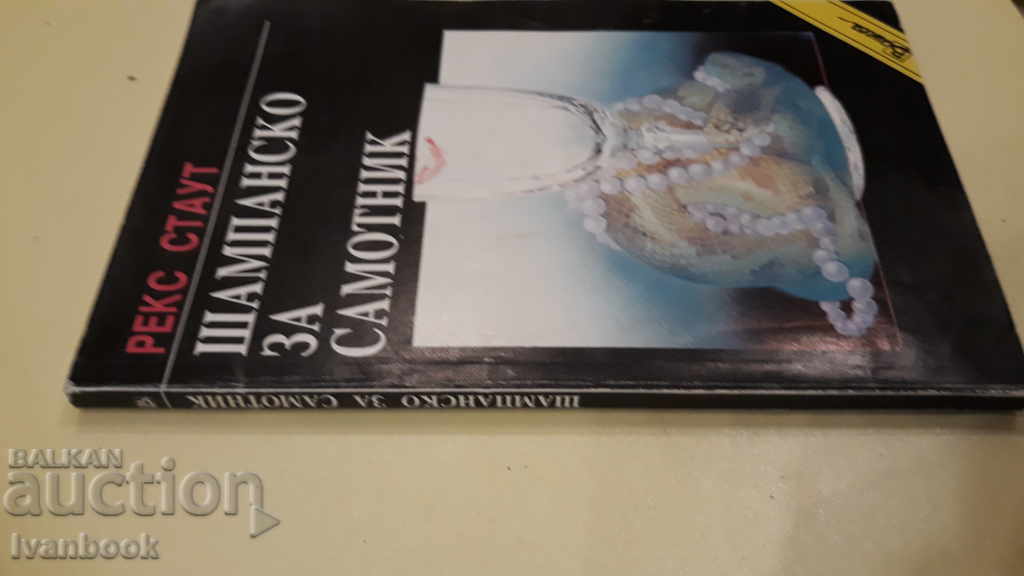 РЕКС СТАУТ
ШАМПАНСКО
ЗА
САМОТНИК
ШАМПАНСКО ЗА САМОТНИК
BALKAN
auction
Ivanbook